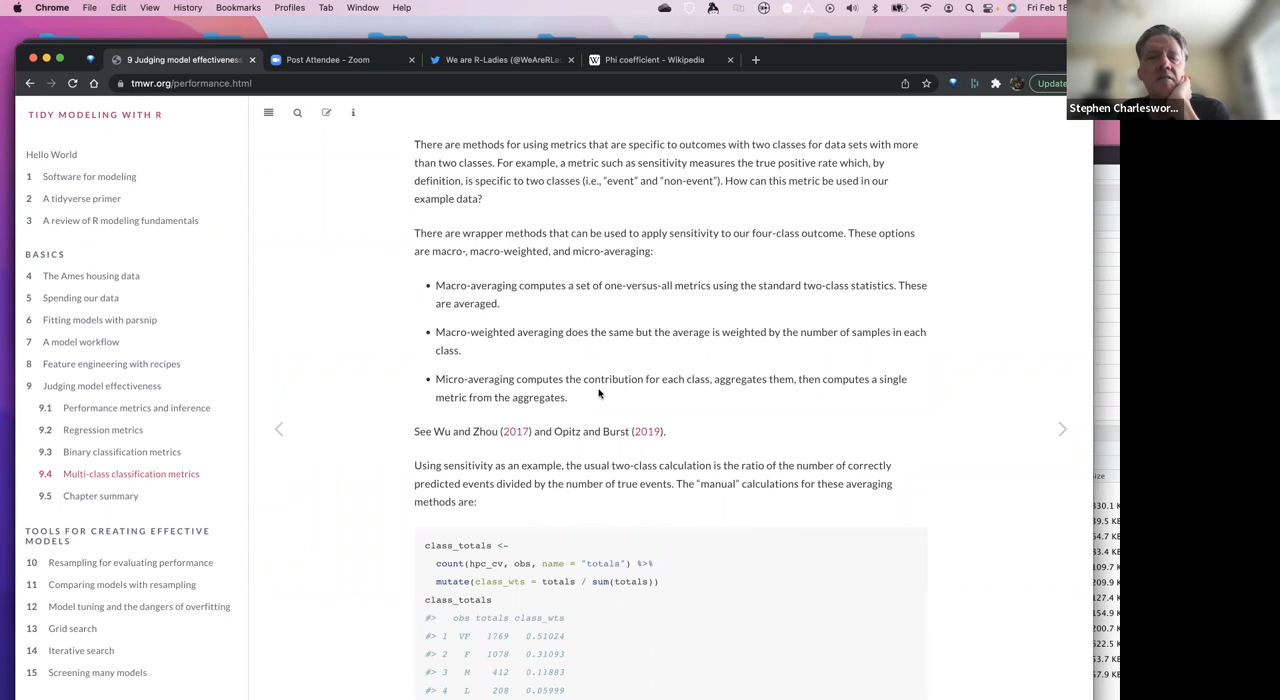 Chrome File Edit View History Bookmarks Profiles Tab Window Help Fri Feb 18
9 Judging model effectiveness Post Attendee - Zoom We are R-Ladies (@WeAreRLa Phi coefficient - Wikipedia
tmwr.org/performance.html Update
Stephen Charleswor...
TIDY MODELING WITH R
Hello World
1 Software for modeling
2 A tidyverse primer
3 A review of R modeling fundamentals
BASICS
4 The Ames housing data
5 Spending our data
6 Fitting models with parsnip
7 A model workflow
8 Feature engineering with recipes
9 Judging model effectiveness
9.1 Performance metrics and inference
9.2 Regression metrics
9.3 Binary classification metrics
9.4 Multi-class classification metrics
9.5 Chapter summary
TOOLS FOR CREATING EFFECTIVE
MODELS
10 Resampling for evaluating performance
11 Comparing models with resampling
12 Model tuning and the dangers of overfitting
13 Grid search
14 Iterative search
15 Screening many models
There are methods for using metrics that are specific to outcomes with two classes for data sets with more
than two classes. For example, a metric such as sensitivity measures the true positive rate which, by
definition, is specific to two classes (i.e., “event” and “non-event”). How can this metric be used in our
example data?
There are wrapper methods that can be used to apply sensitivity to our four-class outcome. These options
are macro-, macro-weighted, and micro-averaging:
• Macro-averaging computes a set of one-versus-all metrics using the standard two-class statistics. These
are averaged.
• Macro-weighted averaging does the same but the average is weighted by the number of samples in each
class.
• Micro-averaging computes the contribution for each class, aggregates them, then computes a single
metric from the aggregates.
See Wu and Zhou (2017) and Opitz and Burst (2019).
Using sensitivity as an example, the usual two-class calculation is the ratio of the number of correctly
predicted events divided by the number of true events. The “manual” calculations for these averaging
methods are:
class_totals <-
count(hpc_cv, obs, name = "totals") %>%
mutate(class_wts = totals / sum(totals))
class_totals
#> obs totals class_wts
#> 1 VF 1769 0.51024
#> 2 F 1078 0.31093
#> 3 M 412 0.11883
#> 4 L 208 0.05999